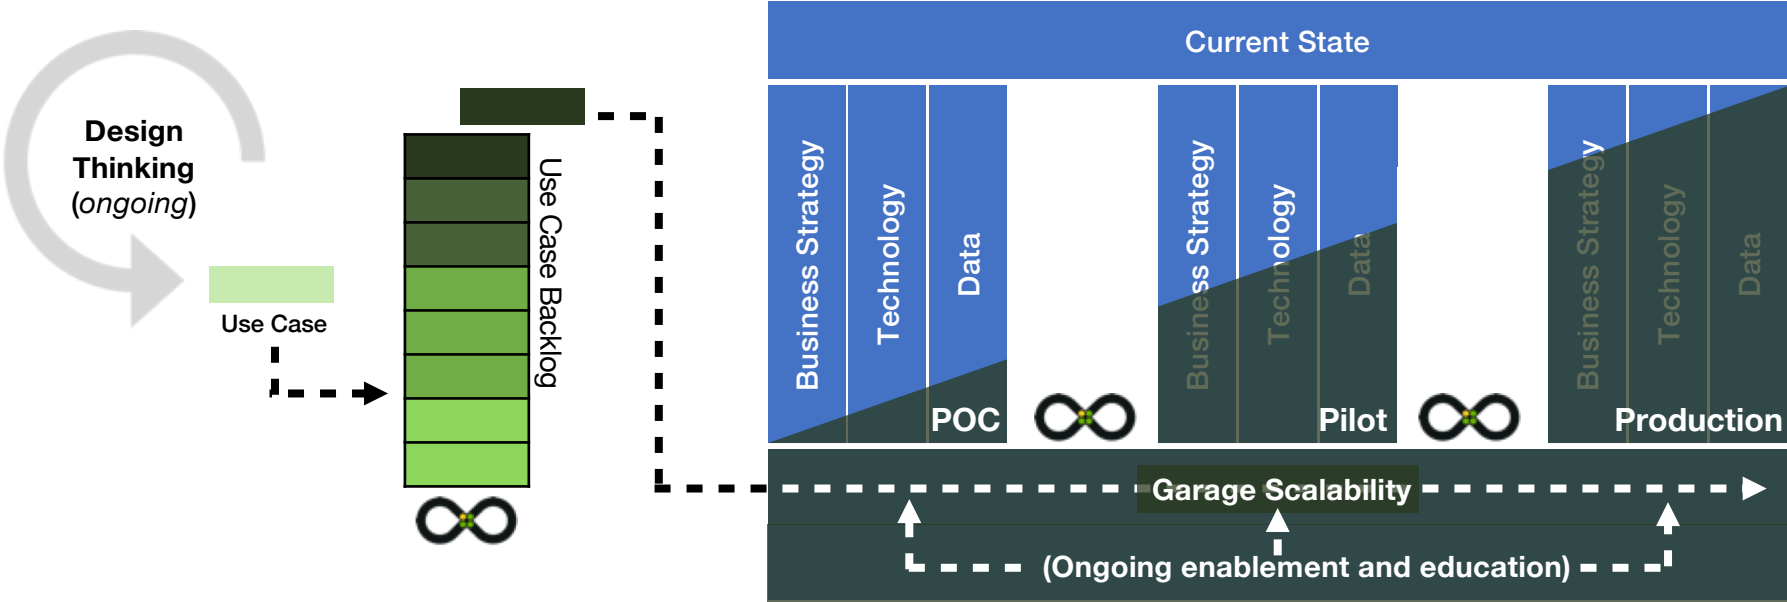 Design
Thinking
(ongoing)
Use Case
Use Case Backlog
Current State
Business Strategy
Technology
Data
POC
Business Strategy
Technology
Data
Pilot
Business Strategy
Technology
Data
Production
Garage Scalability
(Ongoing enablement and education)